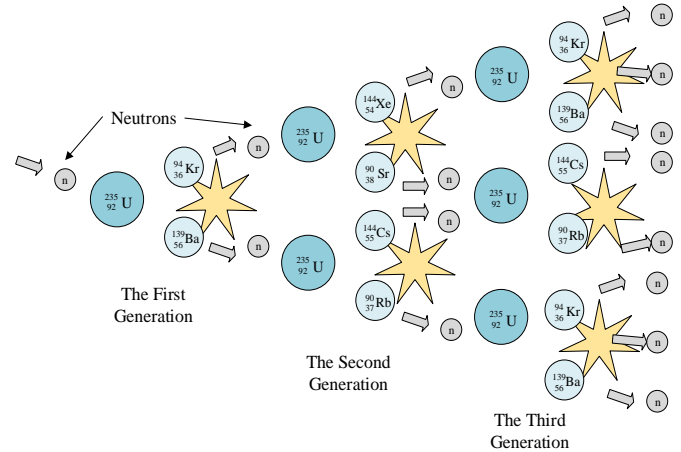 Neutrons
n
235
92 U
94
36 Kr
139
56 Ba
n
n
The First
Generation
235
92 U
235
92 U
144
54 Xe
90
38 Sr
144
55 Cs
90
37 Rb
n
n
n
n
The Second
Generation
235
92 U
235
92 U
235
92 U
94
36 Kr
139
56 Ba
144
55 Cs
90
37 Rb
94
36 Kr
139
56 Ba
n
n
n
n
n
n
n
n
The Third
Generation